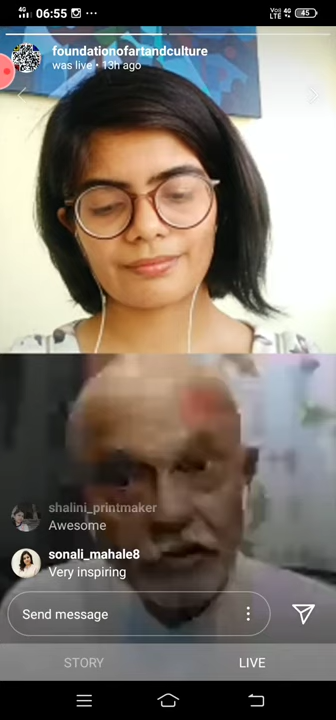 4G 06:55
Vo) 4G LTE 45
foundationofartandculture
was live • 13h ago
shalini_printmaker
Awesome
sonali_mahale8
Very inspiring
Send message
STORY LIVE